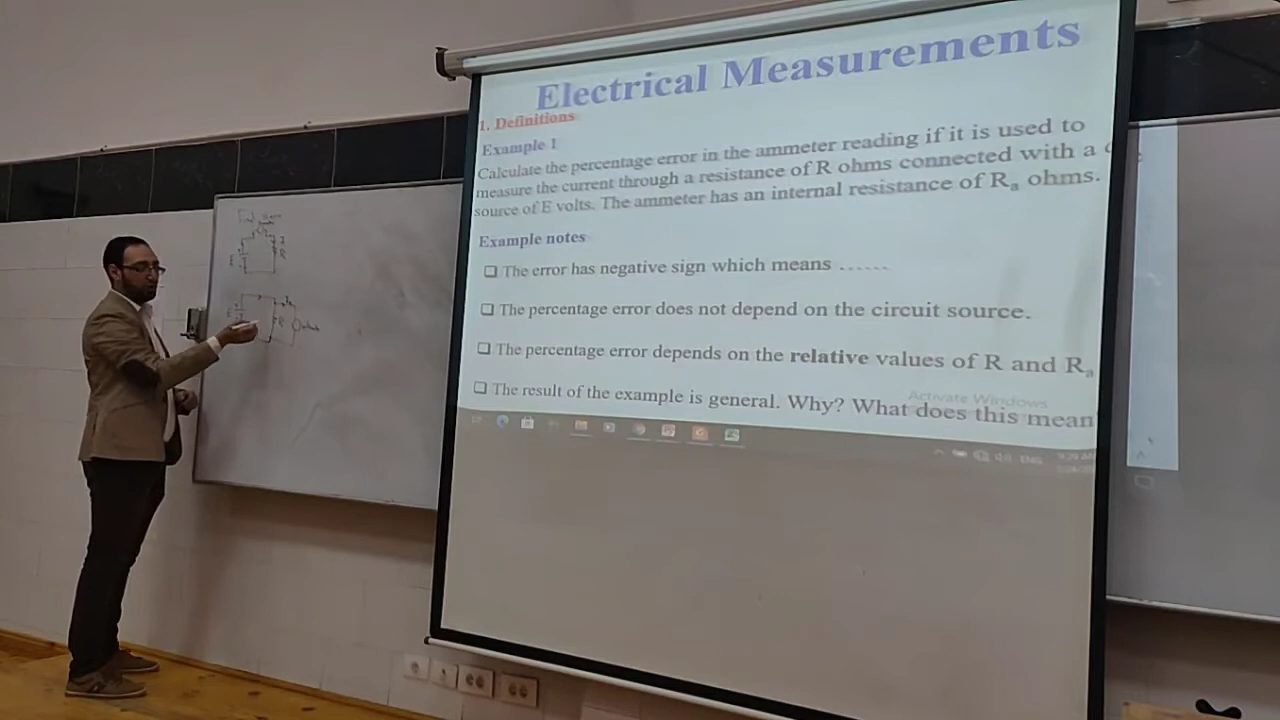 Electrical Measurements
1. Definitions
Example 1
Calculate the percentage error in the ammeter reading if it is used to
measure the current through a resistance of R ohms connected with a
source of E volts. The ammeter has an internal resistance of Rₐ ohms.
Example notes
❑ The error has negative sign which means ……
❑ The percentage error does not depend on the circuit source.
❑ The percentage error depends on the relative values of R and Rₐ
❑ The result of the example is general. Why? What does this mean
Activate Windows
ENG
E
R
E
R